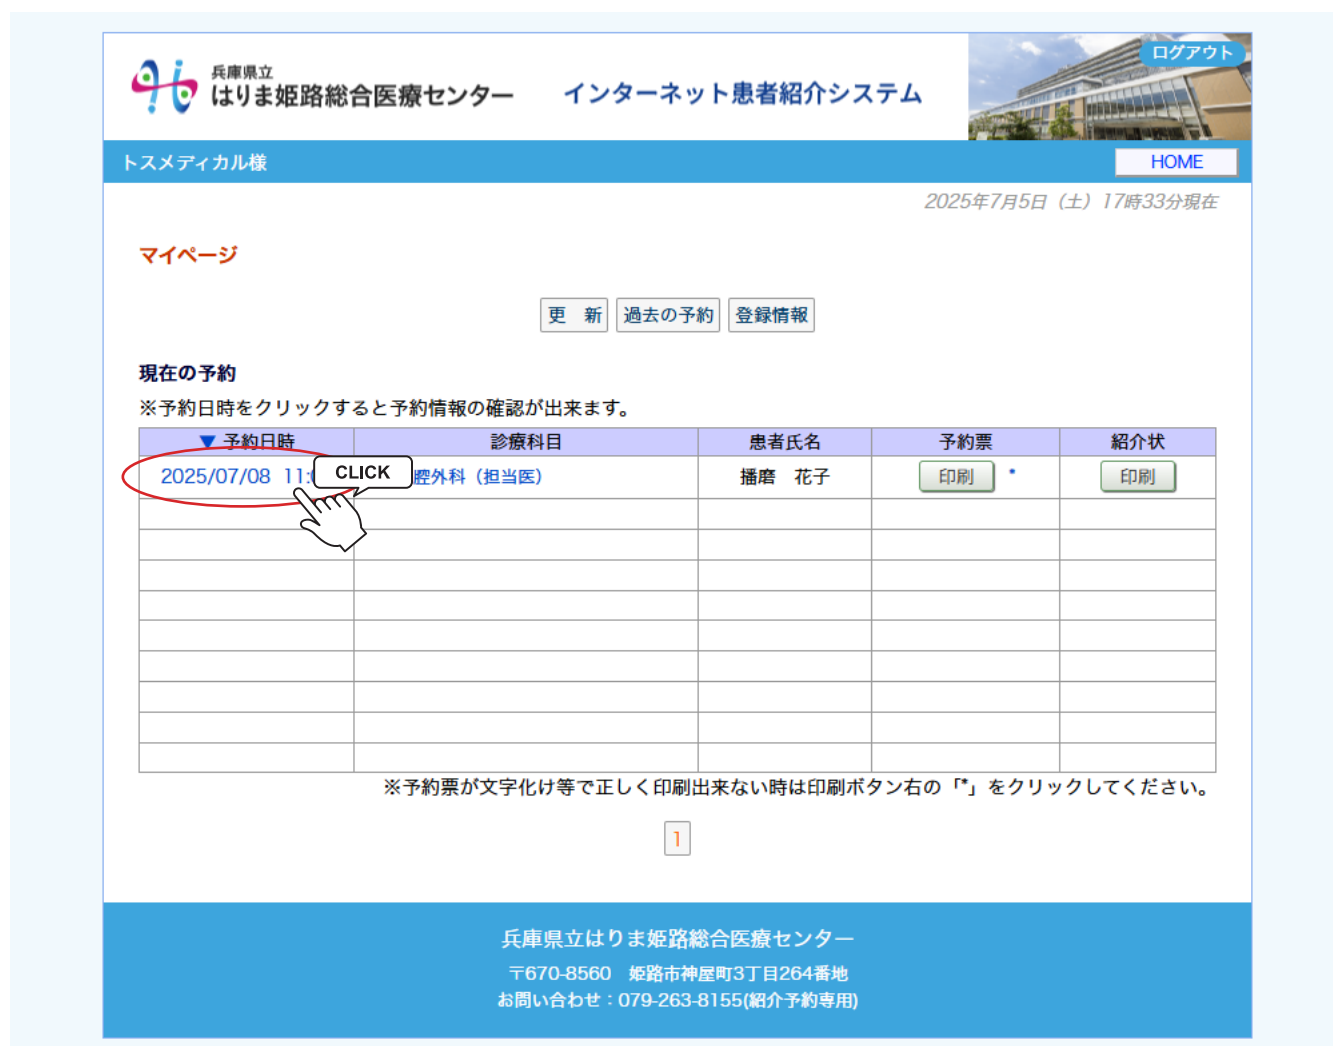 兵庫県立
はりま姫路総合医療センター
インターネット患者紹介システム
ログアウト
トスメディカル様
HOME
2025年7月5日（土）17時33分現在
マイページ
更　新 過去の予約 登録情報
現在の予約
※予約日時をクリックすると予約情報の確認が出来ます。
▼ 予約日時 診療科目 患者氏名 予約票 紹介状
2025/07/08 11: CLICK 腔外科（担当医） 播磨　花子 印刷 * 印刷
※予約票が文字化け等で正しく印刷出来ない時は印刷ボタン右の「*」をクリックしてください。
1
兵庫県立はりま姫路総合医療センター
〒670-8560　姫路市神屋町3丁目264番地
お問い合わせ：079-263-8155(紹介予約専用)